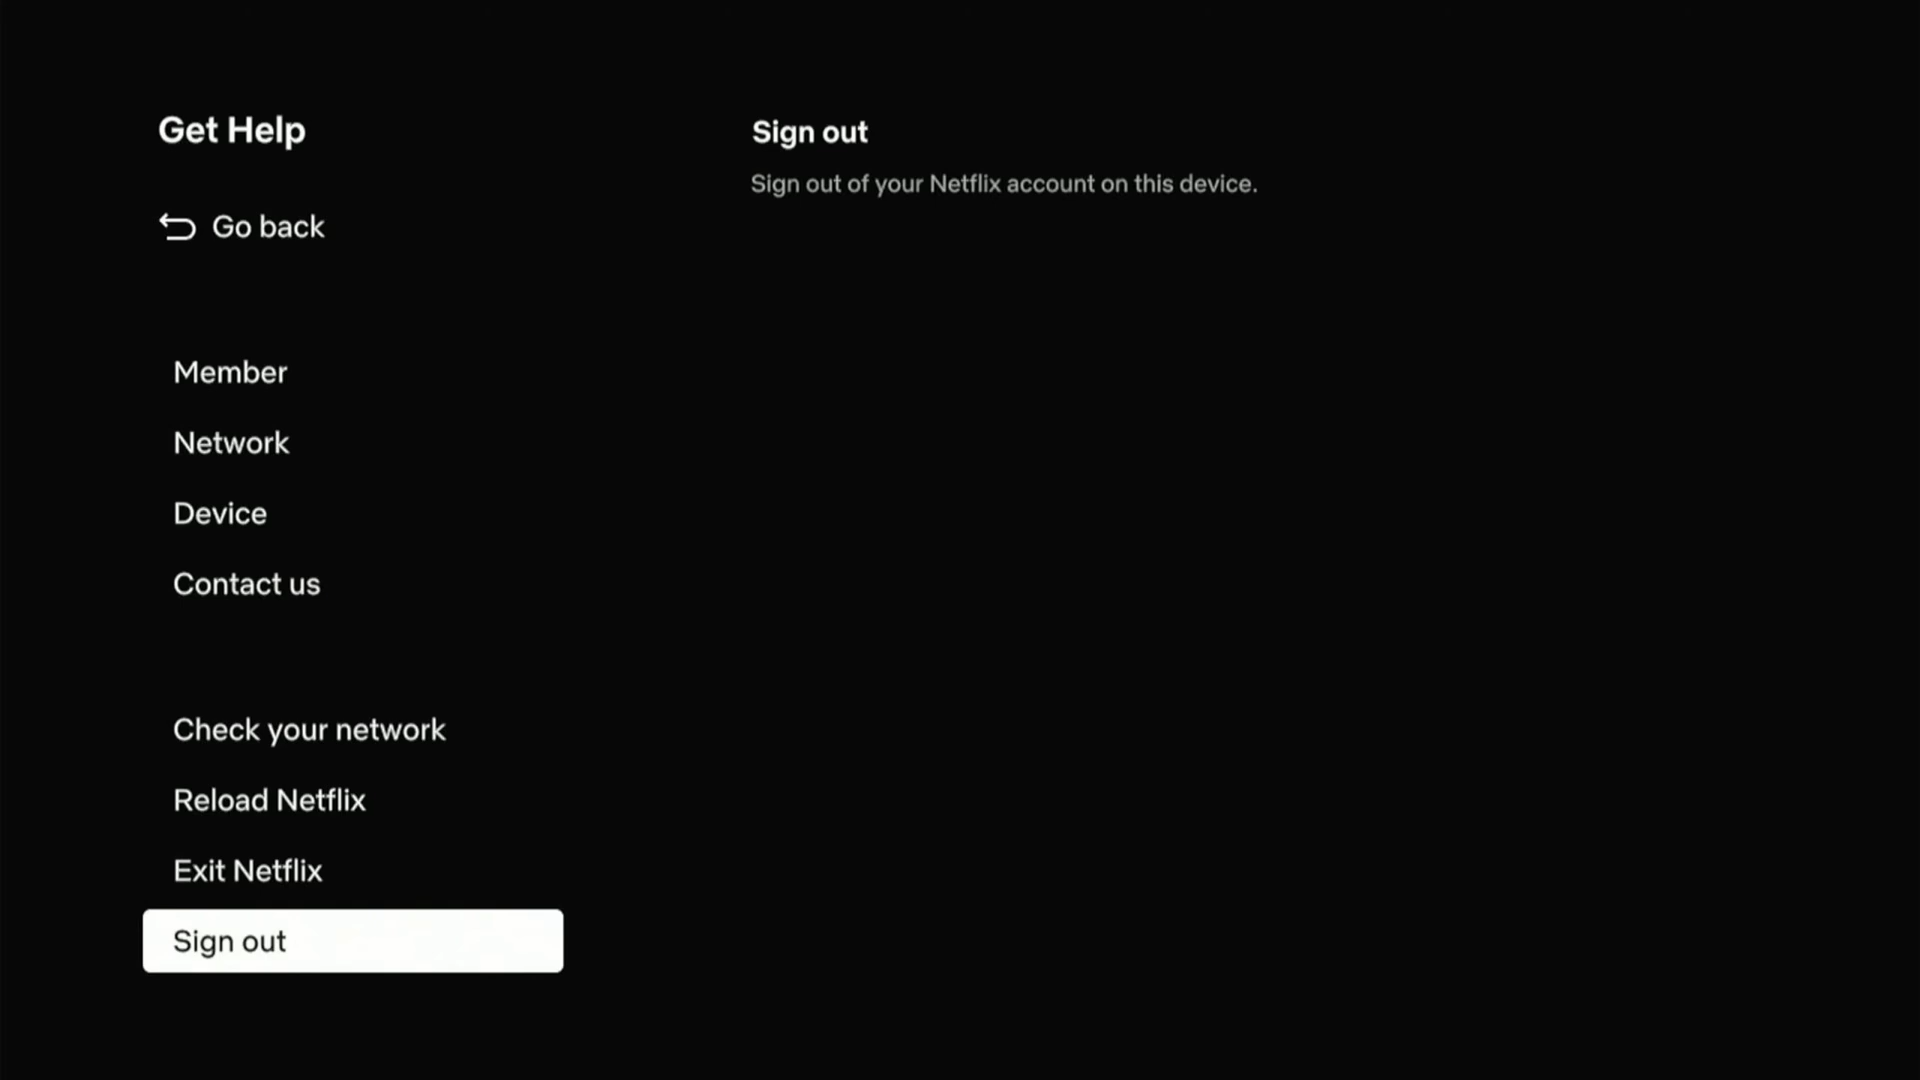 Get Help
Go back
Member
Network
Device
Contact us
Check your network
Reload Netflix
Exit Netflix
Sign out
Sign out
Sign out of your Netflix account on this device.